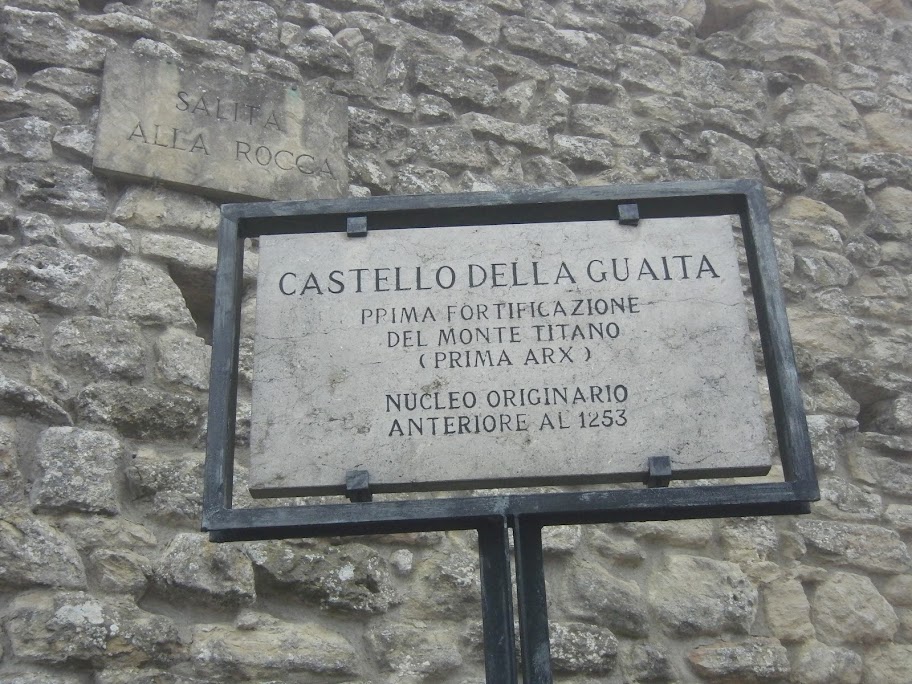 SALITA
ALLA ROCCA
CASTELLO DELLA GUAITA
PRIMA FORTIFICAZIONE
DEL MONTE TITANO
(PRIMA ARX)
NUCLEO ORIGINARIO
ANTERIORE AL 1253